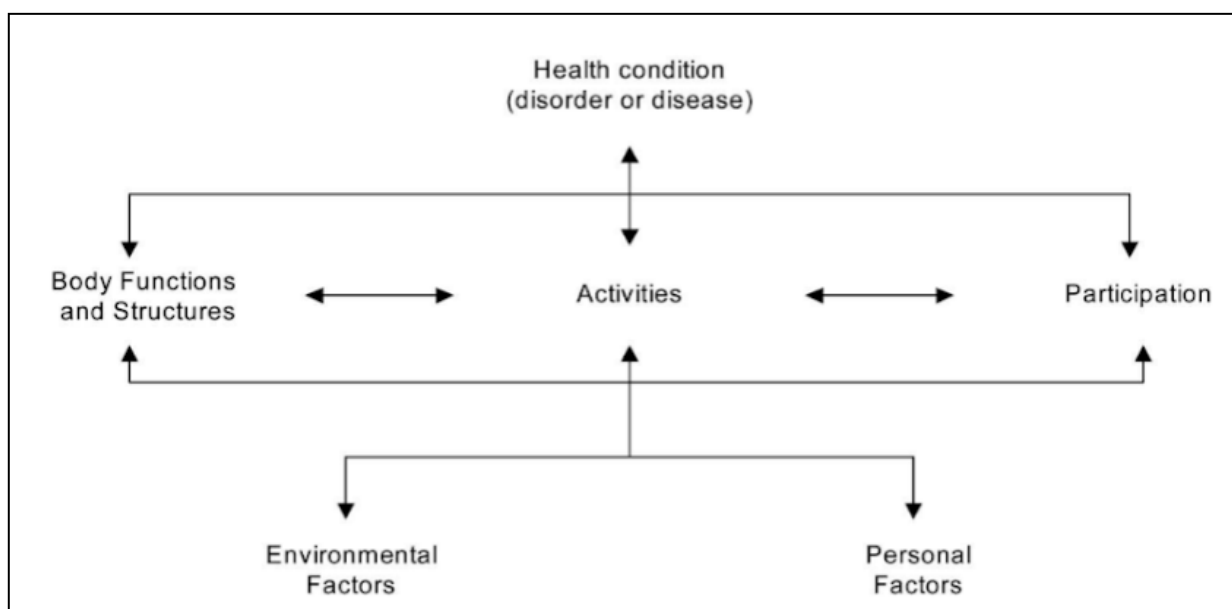 Health condition
(disorder or disease)
Body Functions
and Structures
Activities
Participation
Environmental
Factors
Personal
Factors